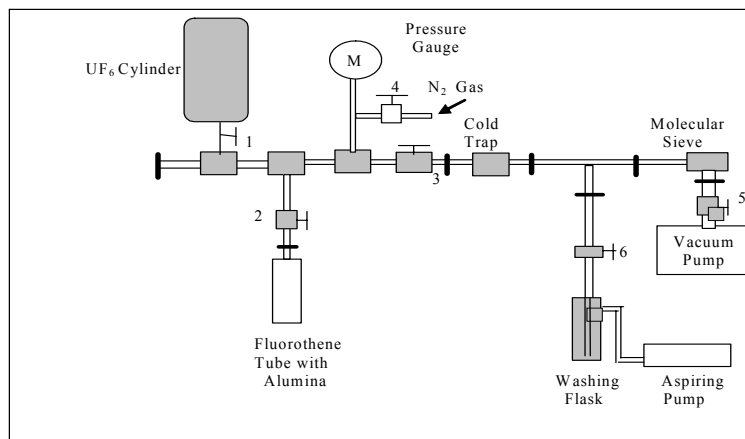 Pressure
Gauge
UF₆ Cylinder
M
4
N₂ Gas
1
Cold
Trap
Molecular
Sieve
3
2
5
Vacuum
Pump
6
Fluorothene
Tube with
Alumina
Washing
Flask
Aspiring
Pump